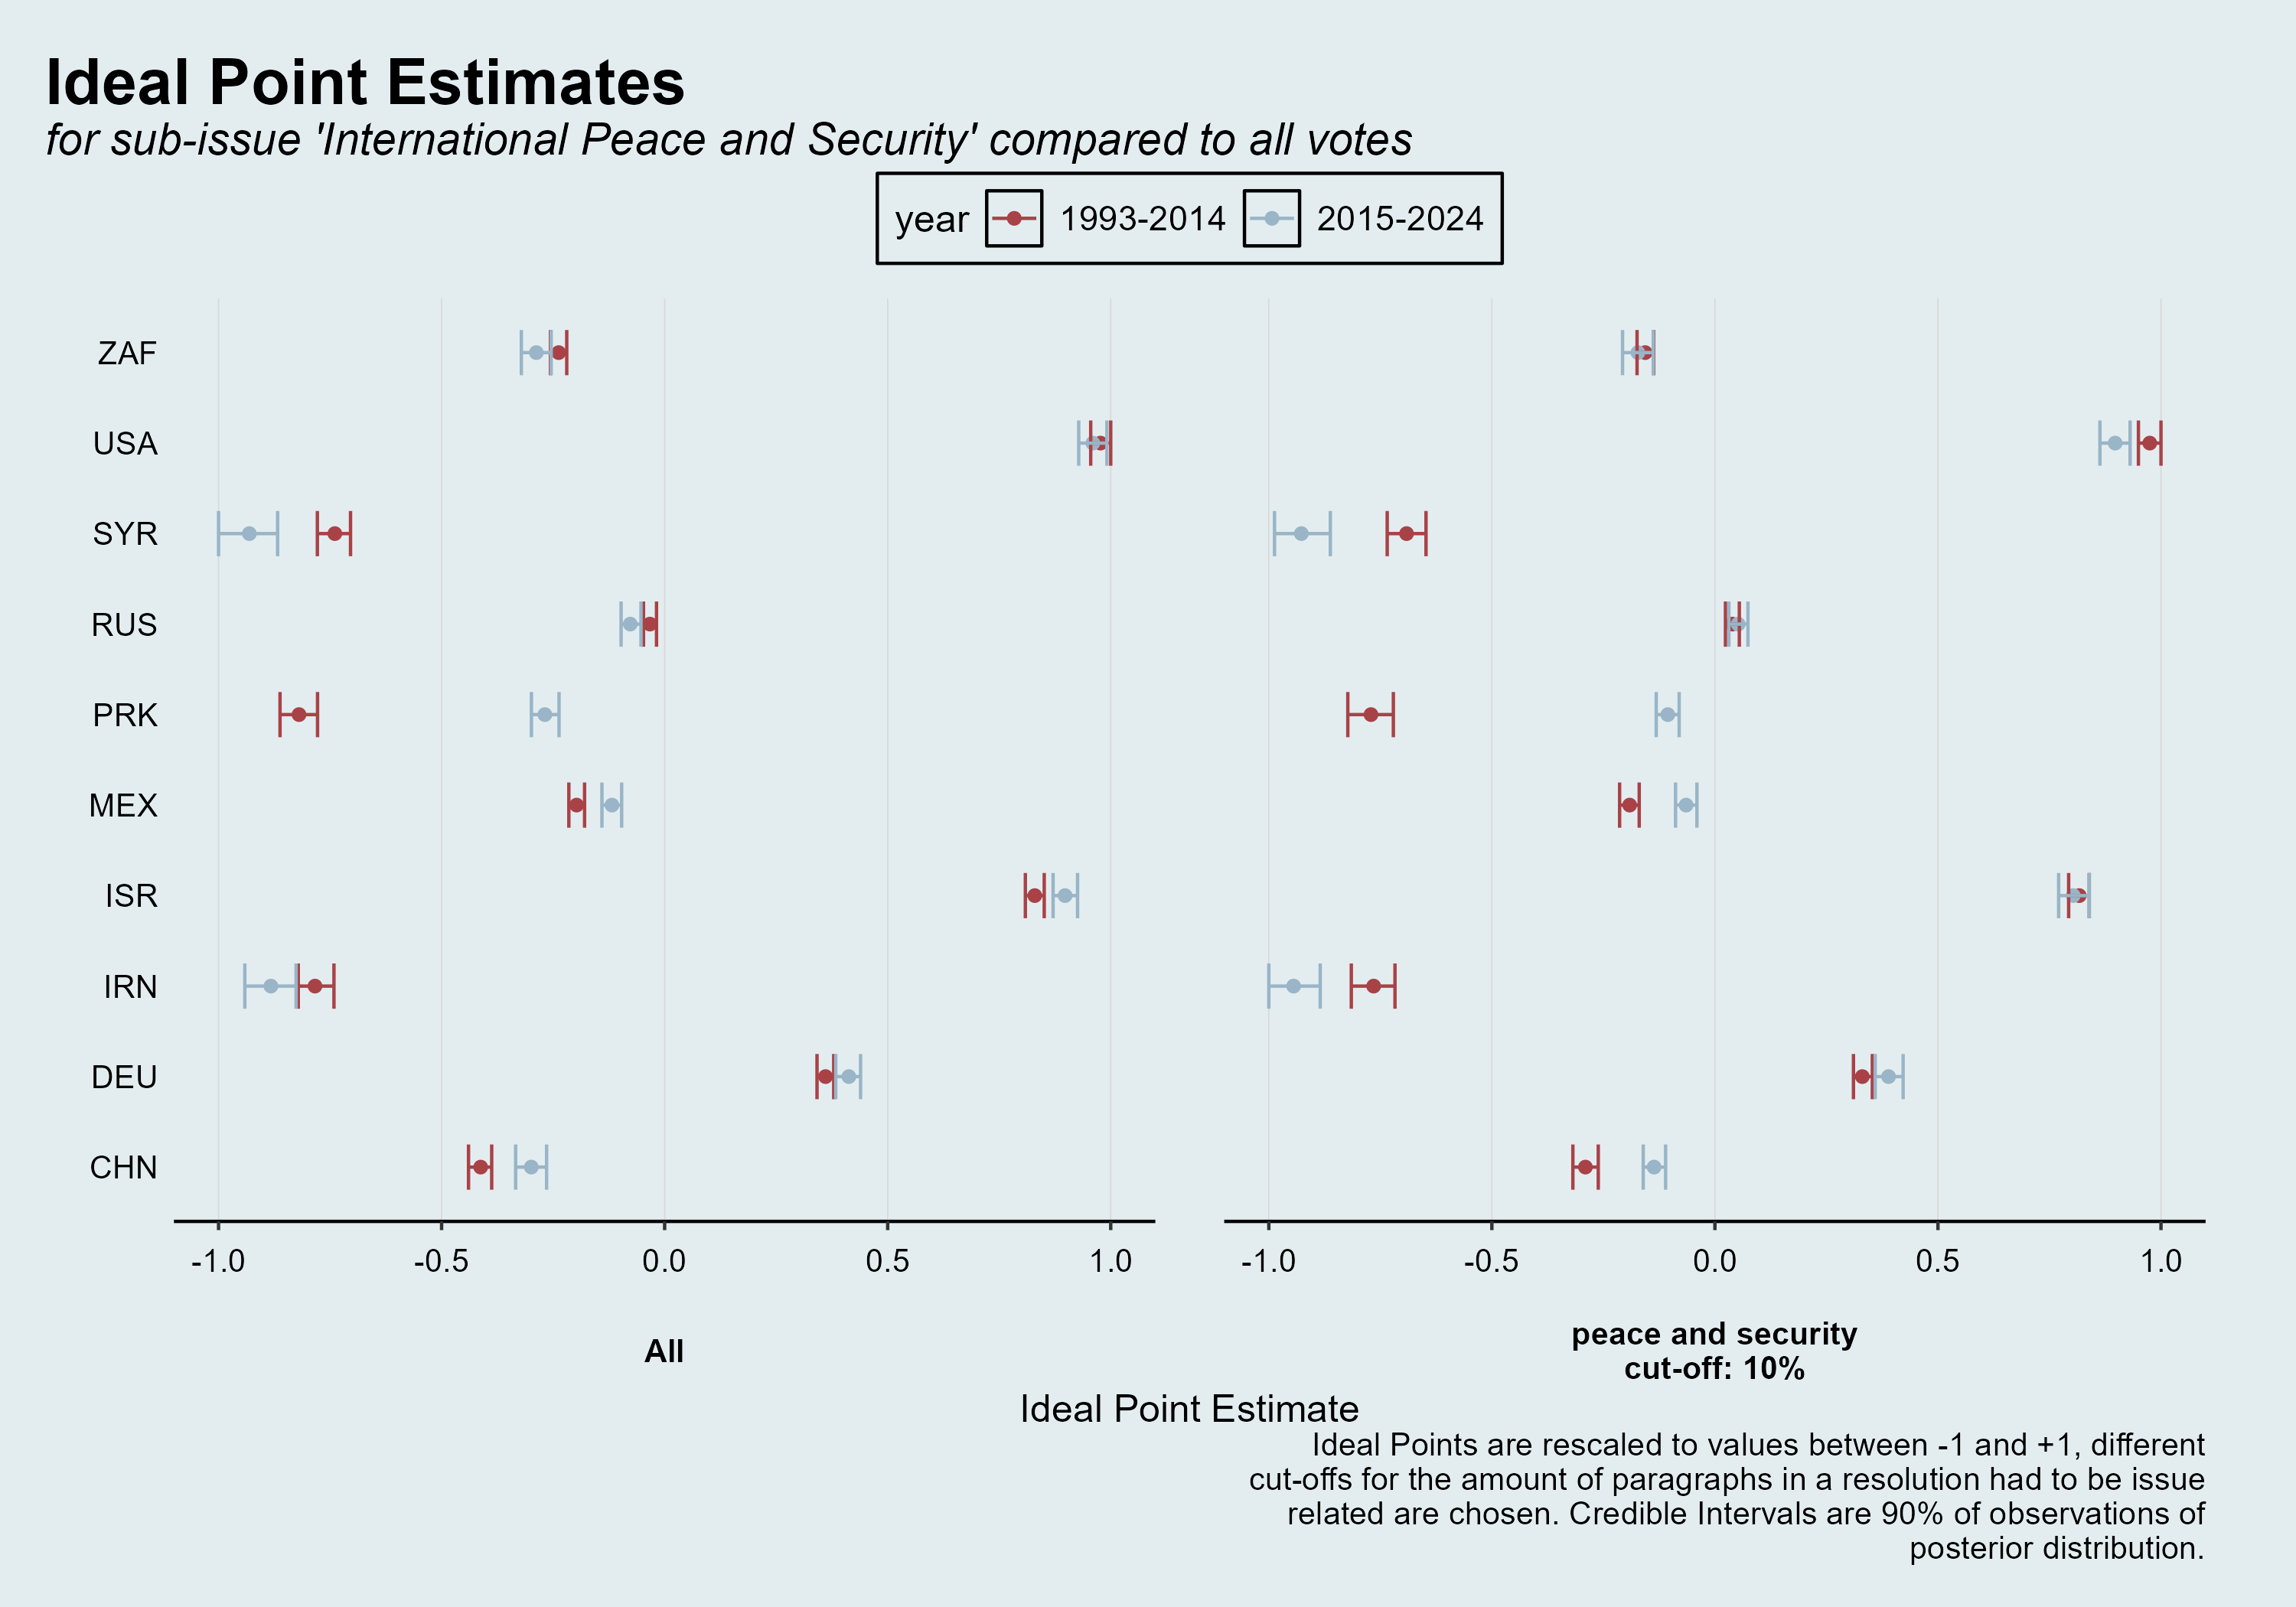 Ideal Point Estimates
for sub-issue 'International Peace and Security' compared to all votes
year 1993-2014 2015-2024
ZAF
USA
SYR
RUS
PRK
MEX
ISR
IRN
DEU
CHN
-1.0 -0.5 0.0 0.5 1.0 -1.0 -0.5 0.0 0.5 1.0
All
peace and security
cut-off: 10%
Ideal Point Estimate
Ideal Points are rescaled to values between -1 and +1, different
cut-offs for the amount of paragraphs in a resolution had to be issue
related are chosen. Credible Intervals are 90% of observations of
posterior distribution.